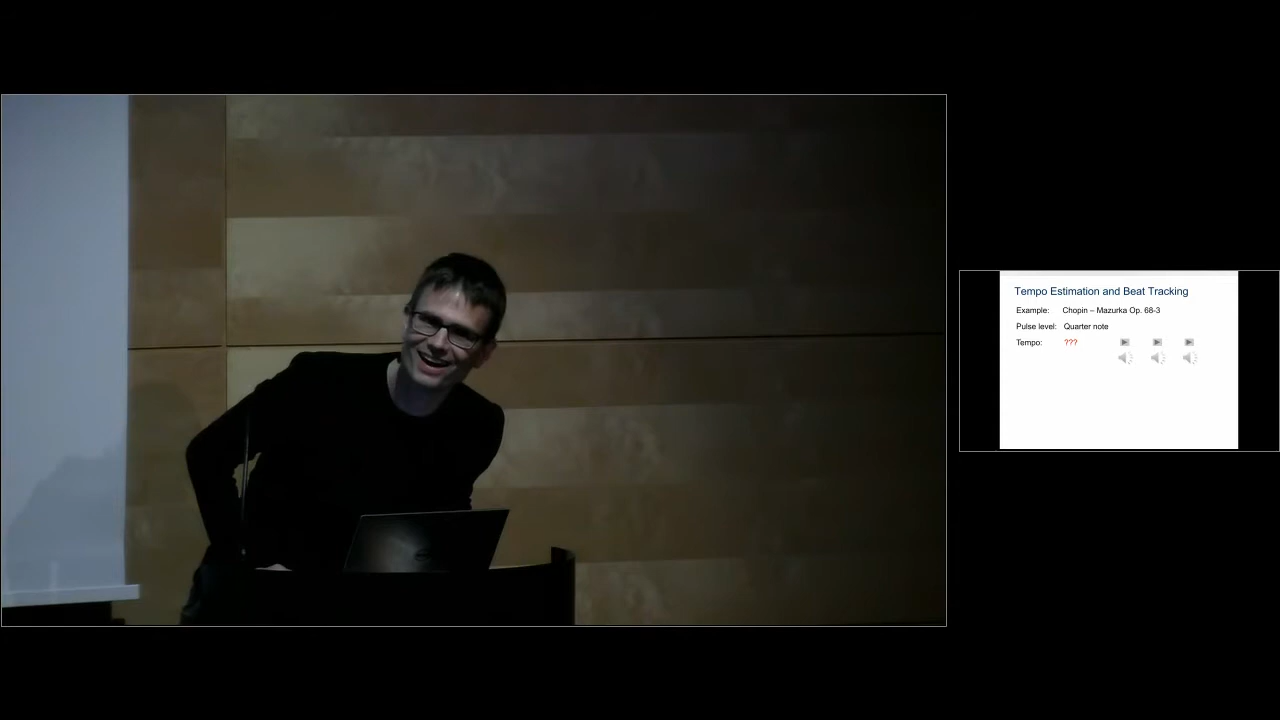 Tempo Estimation and Beat Tracking
Example: Chopin – Mazurka Op. 68-3
Pulse level: Quarter note
Tempo: ???